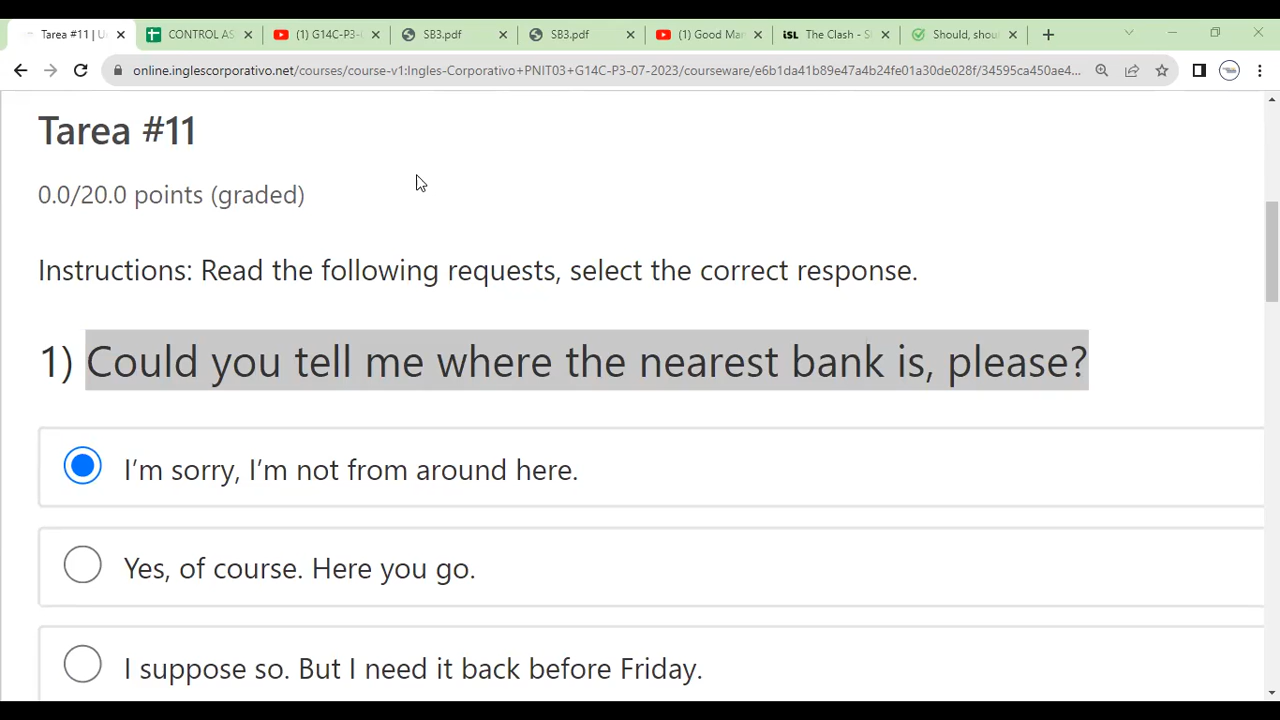 Tarea #11 | U
CONTROL AS
(1) G14C-P3-
SB3.pdf
SB3.pdf
(1) Good Mar
ISL The Clash - S
Should, shou
online.inglescorporativo.net/courses/course-v1:Ingles-Corporativo+PNIT03+G14C-P3-07-2023/courseware/e6b1da41b89e47a4b24fe01a30de028f/34595ca450ae4...
Tarea #11
0.0/20.0 points (graded)
Instructions: Read the following requests, select the correct response.
1) Could you tell me where the nearest bank is, please?
I’m sorry, I’m not from around here.
Yes, of course. Here you go.
I suppose so. But I need it back before Friday.